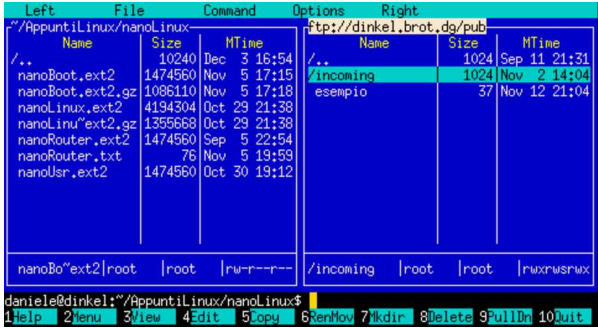 Left File Command Options Right
~/AppuntiLinux/nanoLinux ftp://dinkel.brot.dg/pub
Name Size MTime Name Size MTime
/.. 10240 Dec 3 16:54 /.. 1024 Sep 11 21:31
nanoBoot.ext2 1474560 Nov 5 17:15 /incoming 1024 Nov 2 14:04
nanoBoot.ext2.gz 1086110 Nov 5 17:18 esempio 37 Nov 12 21:04
nanoLinux.ext2 4194304 Oct 29 21:38
nanoLinu~ext2.gz 1355668 Oct 29 21:38
nanoRouter.ext2 1474560 Sep 5 22:54
nanoRouter.txt 76 Nov 5 19:59
nanoUsr.ext2 1474560 Oct 30 19:12
nanoBo~ext2 root root rw-r--r-- /incoming root root rwxrwsrwx
daniele@dinkel:~/AppuntiLinux/nanoLinux$
1Help 2Menu 3View 4Edit 5Copy 6RenMov 7Mkdir 8Delete 9PullDn 10Quit